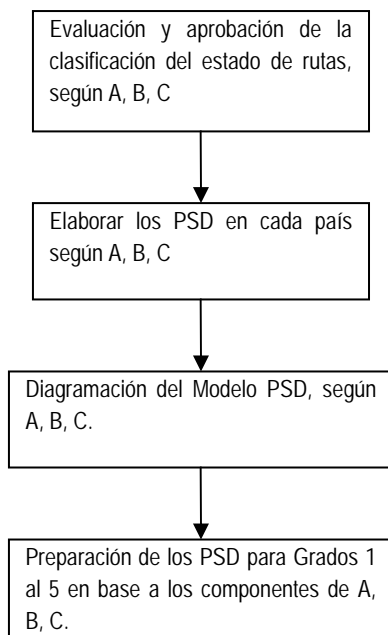 Evaluación y aprobación de la
clasificación del estado de rutas,
según A, B, C
Elaborar los PSD en cada país
según A, B, C
Diagramación del Modelo PSD, según
A, B, C.
Preparación de los PSD para Grados 1
al 5 en base a los componentes de A,
B, C.